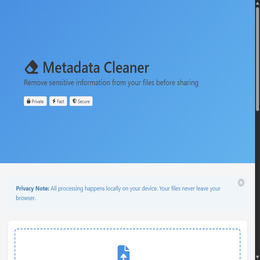 Metadata Cleaner
Remove sensitive information from your files before sharing
Private Fast Secure
Privacy Note: All processing happens locally on your device. Your files never leave your
browser.